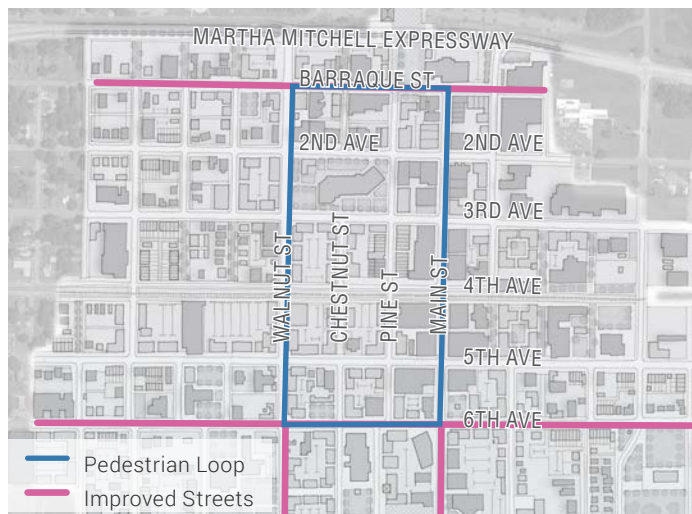 MARTHA MITCHELL EXPRESSWAY
BARRAQUE ST
2ND AVE
2ND AVE
3RD AVE
WALNUT ST
CHESTNUT ST
PINE ST
MAIN ST
4TH AVE
5TH AVE
6TH AVE
Pedestrian Loop
Improved Streets